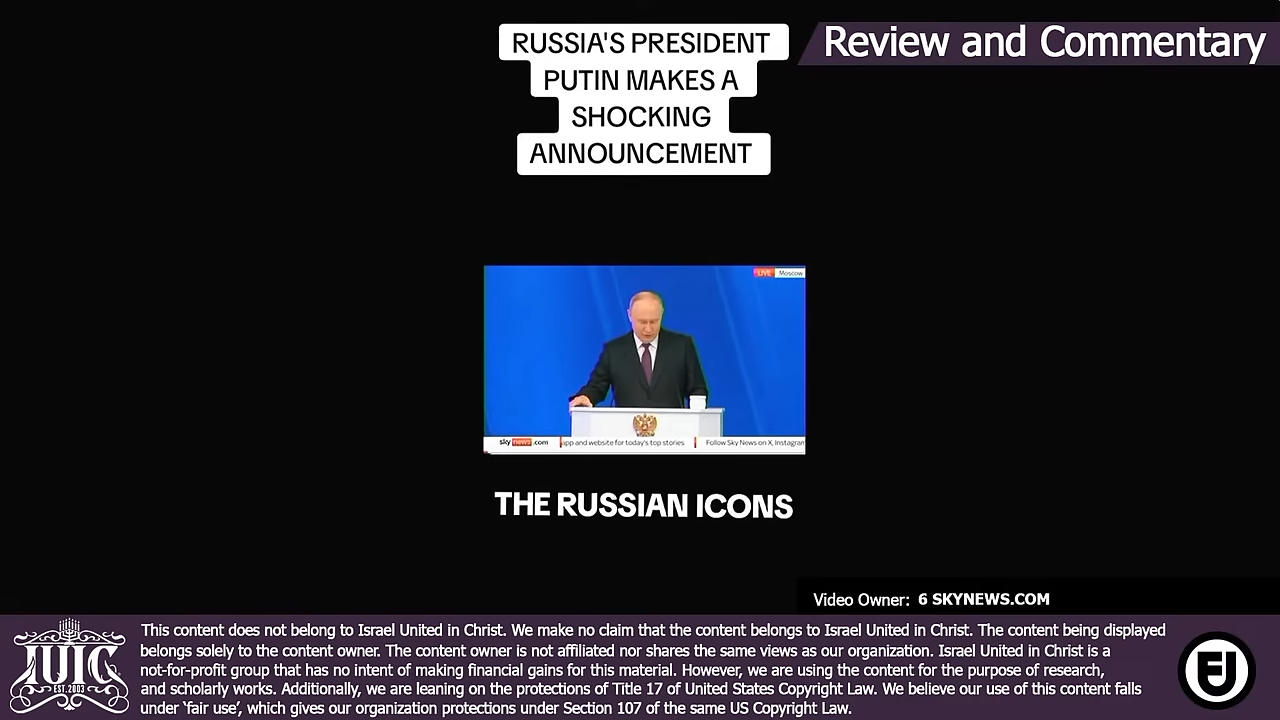 RUSSIA'S PRESIDENT
PUTIN MAKES A
SHOCKING
ANNOUNCEMENT
Review and Commentary
LIVE Moscow
sky news .com
app and website for today's top stories
Follow Sky News on X, Instagram
THE RUSSIAN ICONS
Video Owner: 6 SKYNEWS.COM
This content does not belong to Israel United in Christ. We make no claim that the content belongs to Israel United in Christ. The content being displayed
belongs solely to the content owner. The content owner is not affiliated nor shares the same views as our organization. Israel United in Christ is a
not-for-profit group that has no intent of making financial gains for this material. However, we are using the content for the purpose of research,
and scholarly works. Additionally, we are leaning on the protections of Title 17 of United States Copyright Law. We believe our use of this content falls
under 'fair use', which gives our organization protections under Section 107 of the same US Copyright Law.
IUIC
EST. 2003